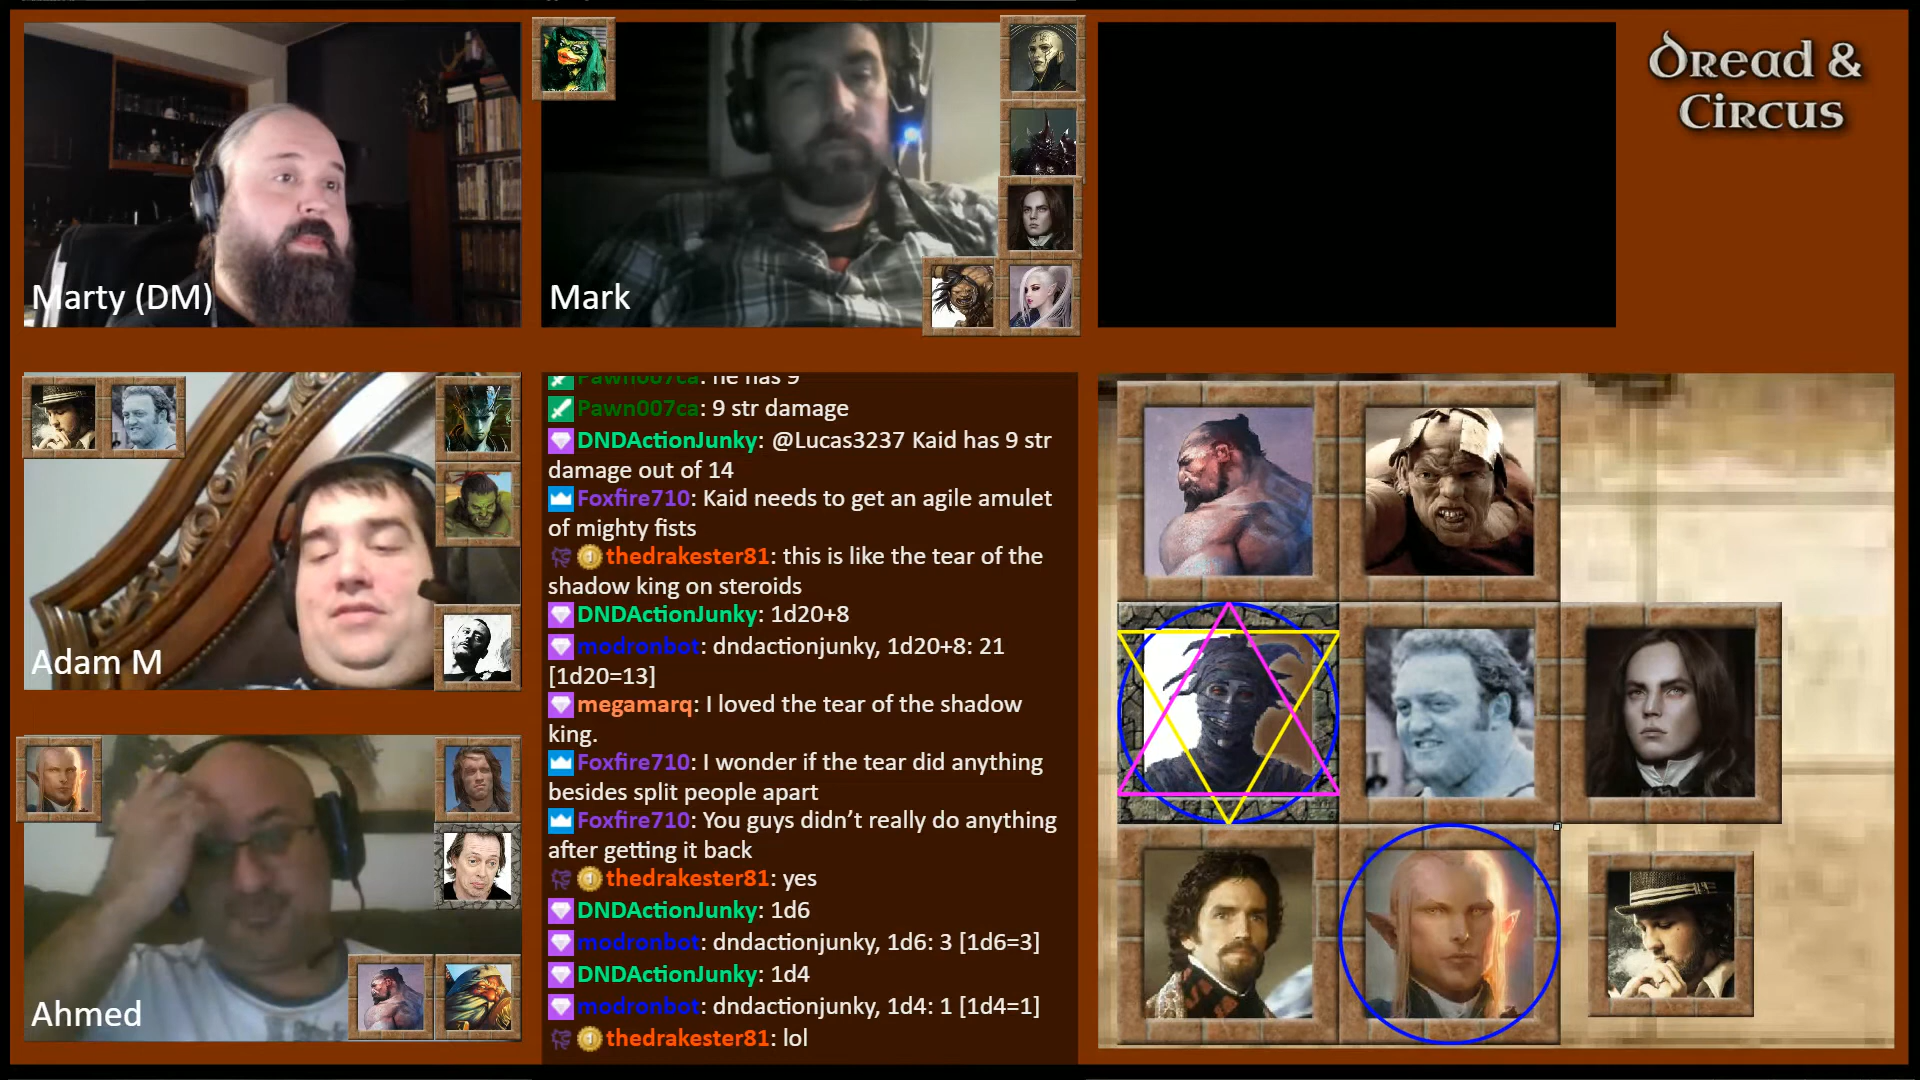 Dread &
Circus
Marty (DM)
Mark
Adam M
Ahmed
Pawn007ca: he has 9
Pawn007ca: 9 str damage
DNDActionJunky: @Lucas3237 Kaid has 9 str
damage out of 14
Foxfire710: Kaid needs to get an agile amulet
of mighty fists
thedrakester81: this is like the tear of the
shadow king on steroids
DNDActionJunky: 1d20+8
modronbot: dndactionjunky, 1d20+8: 21
[1d20=13]
megamarq: I loved the tear of the shadow
king.
Foxfire710: I wonder if the tear did anything
besides split people apart
Foxfire710: You guys didn’t really do anything
after getting it back
thedrakester81: yes
DNDActionJunky: 1d6
modronbot: dndactionjunky, 1d6: 3 [1d6=3]
DNDActionJunky: 1d4
modronbot: dndactionjunky, 1d4: 1 [1d4=1]
thedrakester81: lol